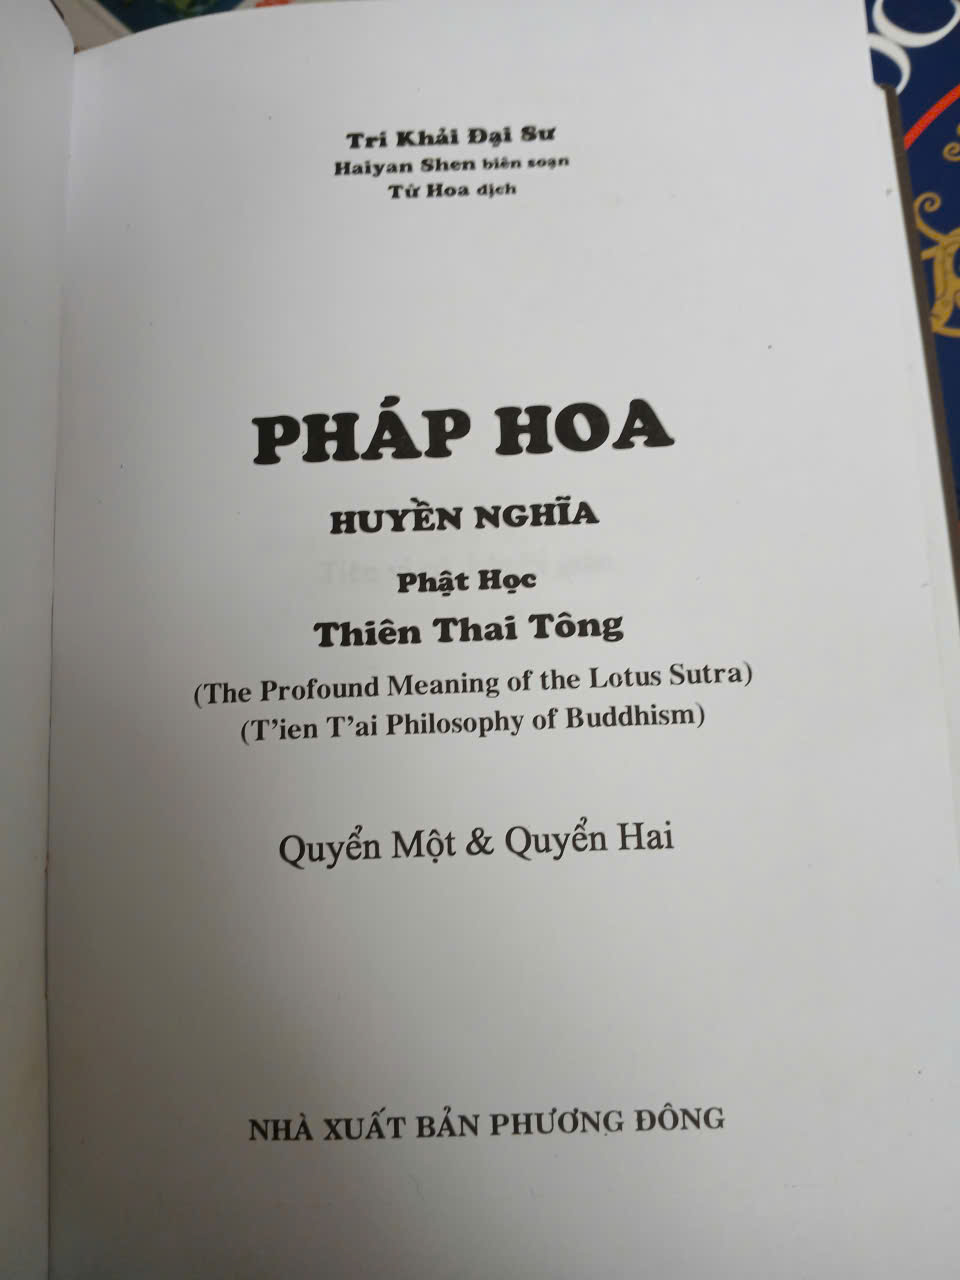 Trí Khải Đại Sư
Haiyan Shen biên soạn
Từ Hoa dịch
PHÁP HOA
HUYỀN NGHĨA
Phật Học
Thiên Thai Tông
(The Profound Meaning of the Lotus Sutra)
(T'ien T'ai Philosophy of Buddhism)
Quyển Một & Quyển Hai
NHÀ XUẤT BẢN PHƯƠNG ĐÔNG